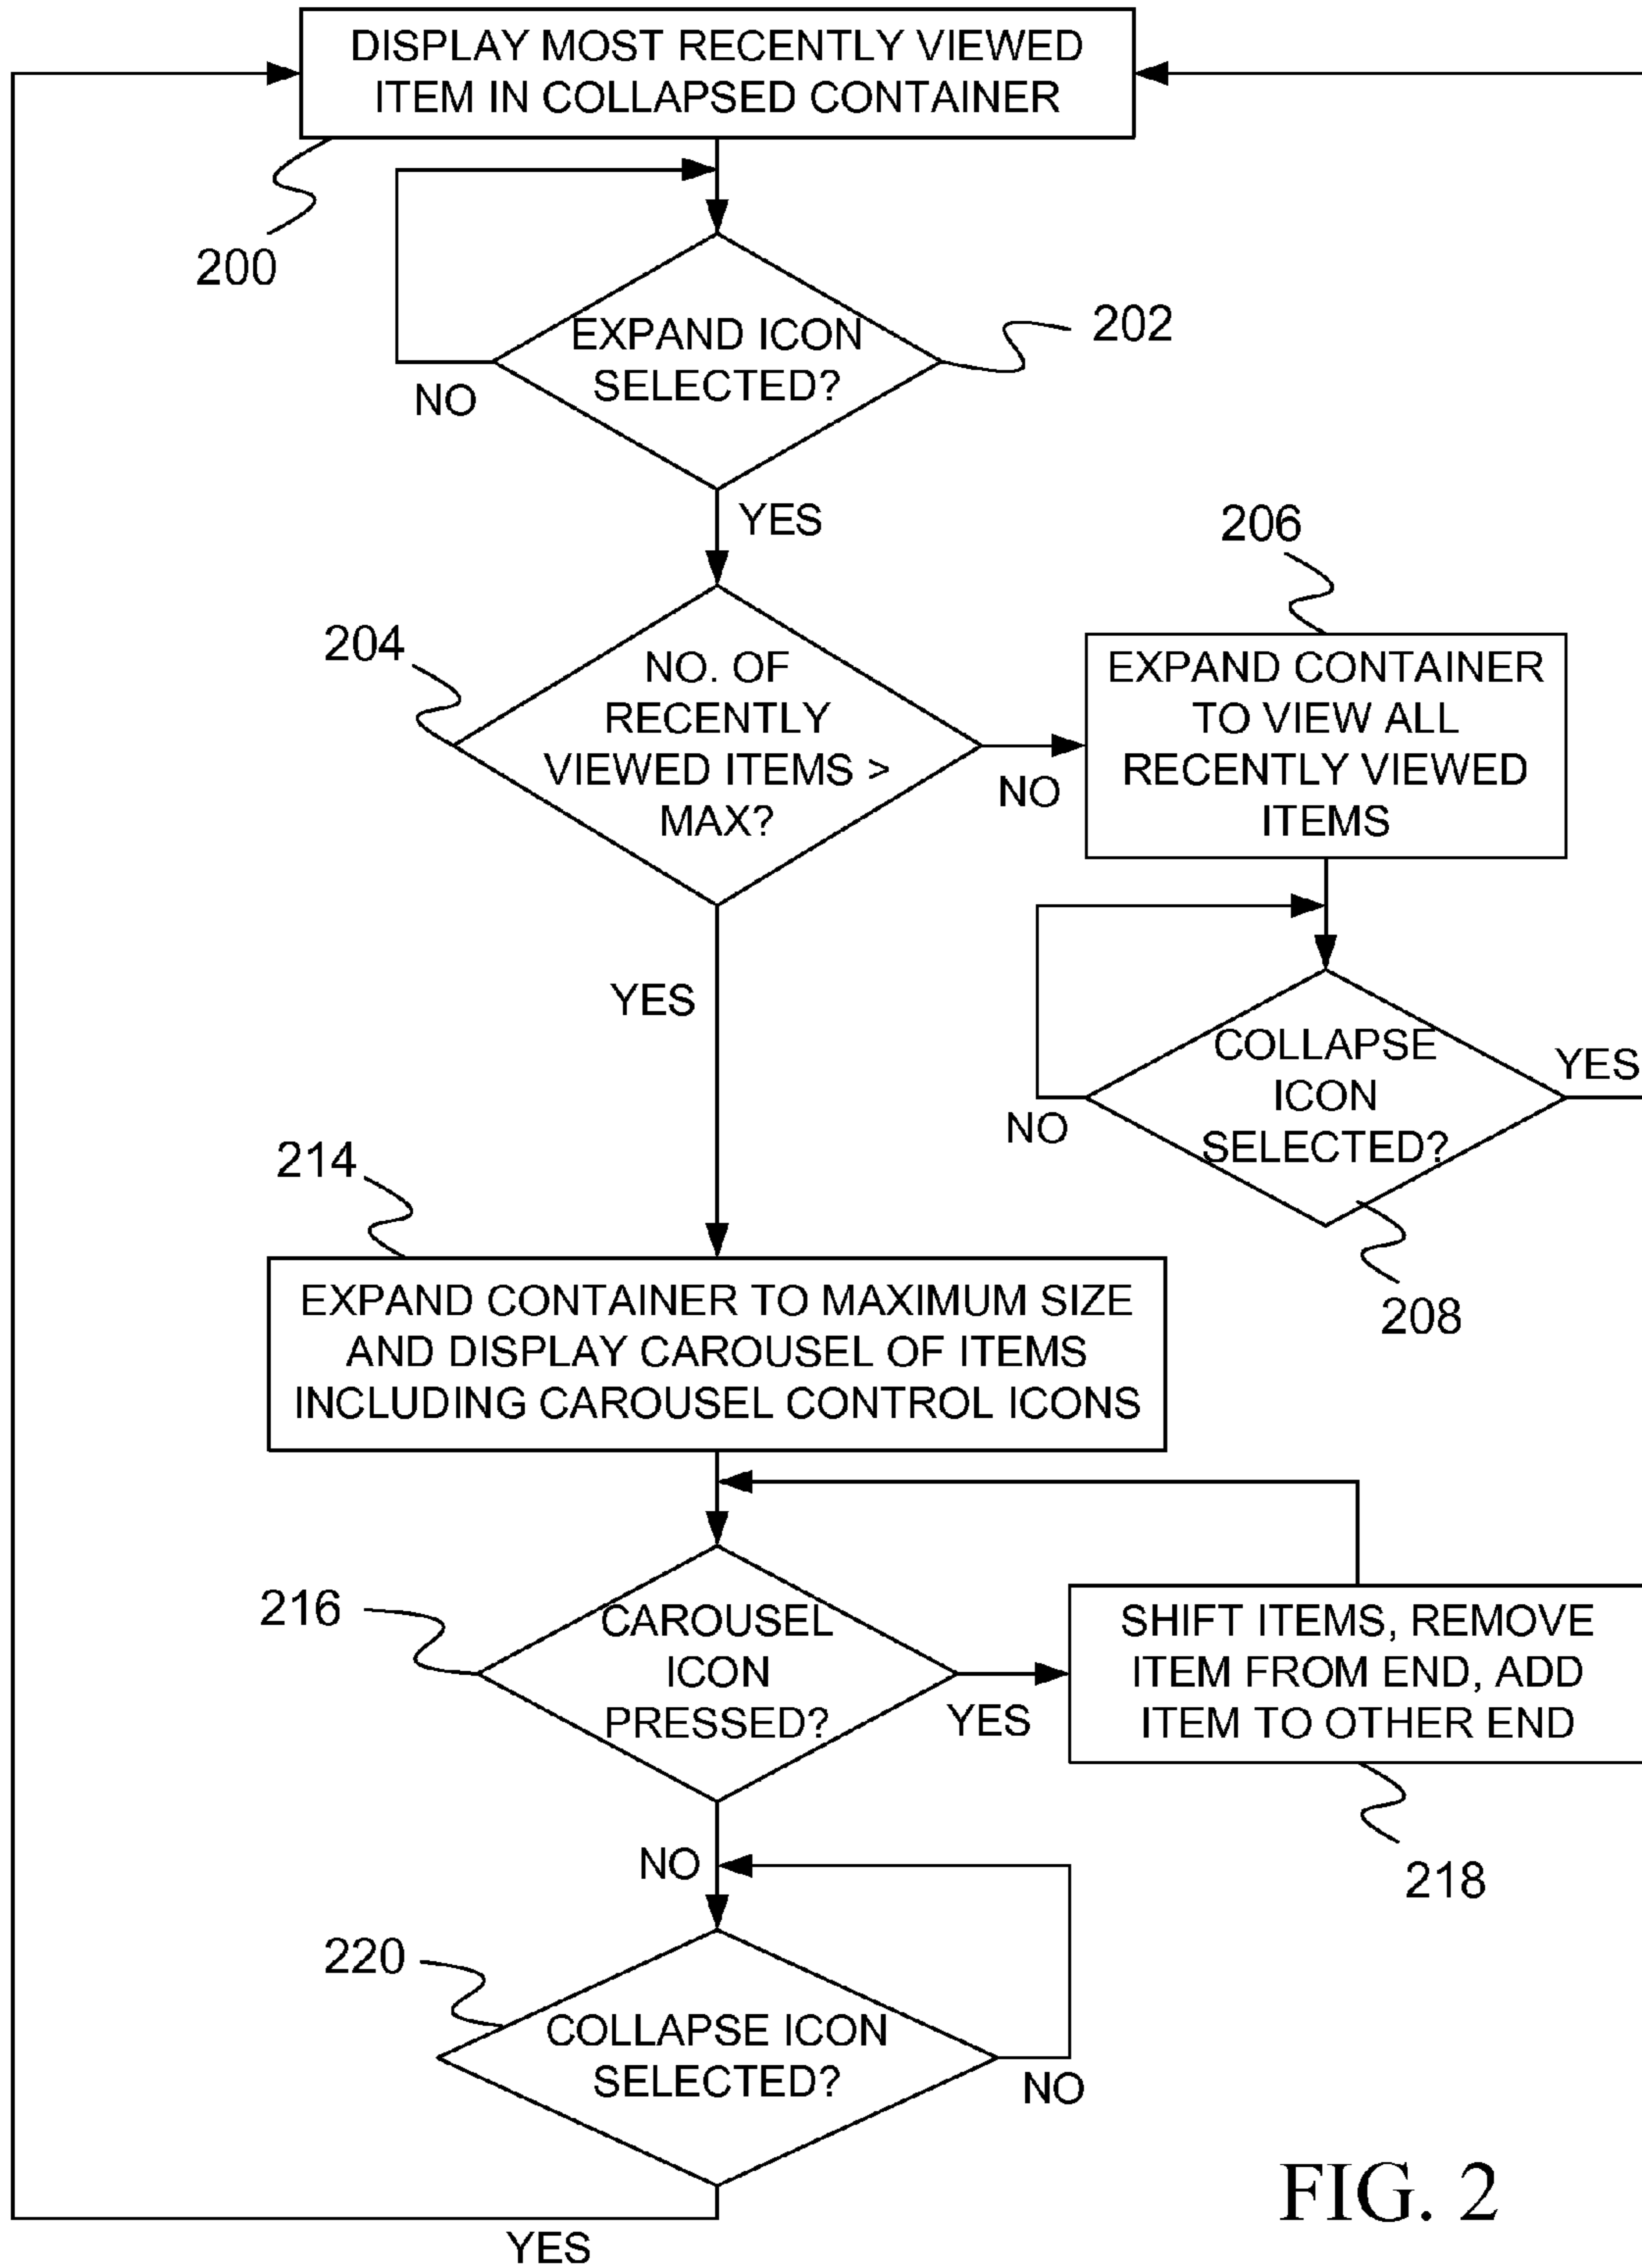 DISPLAY MOST RECENTLY VIEWED
ITEM IN COLLAPSED CONTAINER
200
EXPAND ICON
SELECTED?
202
NO
YES
204
NO. OF
RECENTLY
VIEWED ITEMS >
MAX?
NO
206
EXPAND CONTAINER
TO VIEW ALL
RECENTLY VIEWED
ITEMS
YES
COLLAPSE
ICON
SELECTED?
YES
NO
208
214
EXPAND CONTAINER TO MAXIMUM SIZE
AND DISPLAY CAROUSEL OF ITEMS
INCLUDING CAROUSEL CONTROL ICONS
216
CAROUSEL
ICON
PRESSED?
YES
SHIFT ITEMS, REMOVE
ITEM FROM END, ADD
ITEM TO OTHER END
218
NO
220
COLLAPSE ICON
SELECTED?
NO
YES
FIG. 2